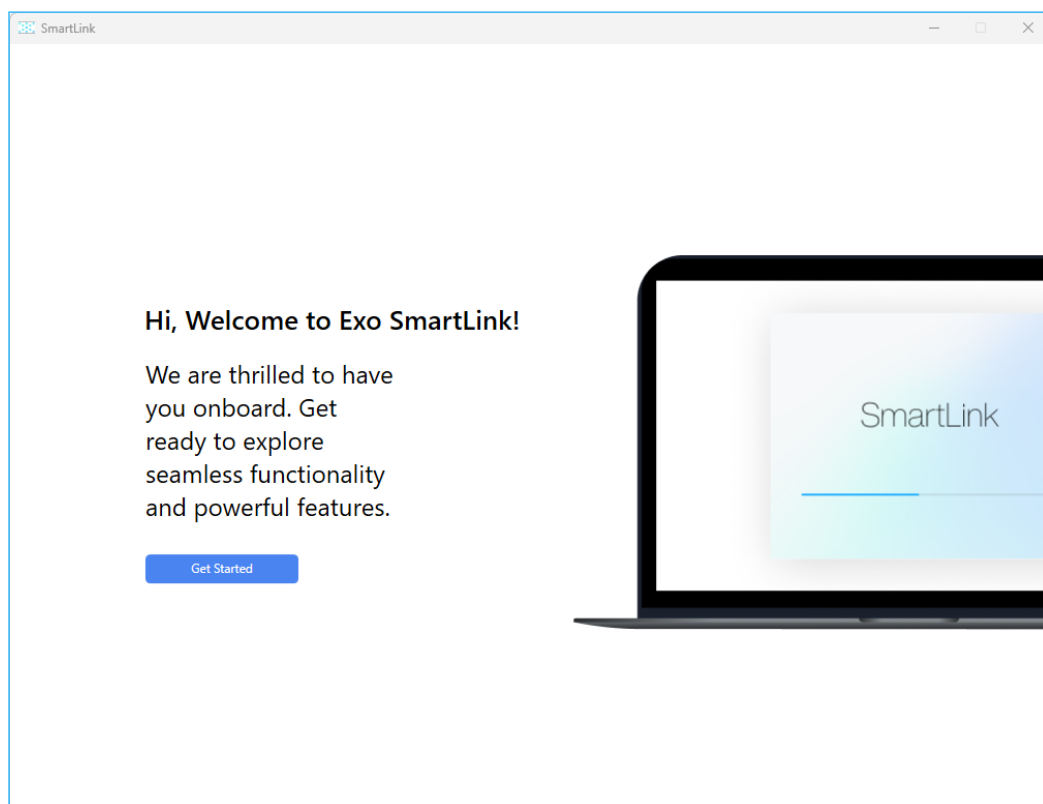 SmartLink
Hi, Welcome to Exo SmartLink!
We are thrilled to have
you onboard. Get
ready to explore
seamless functionality
and powerful features.
Get Started
SmartLink